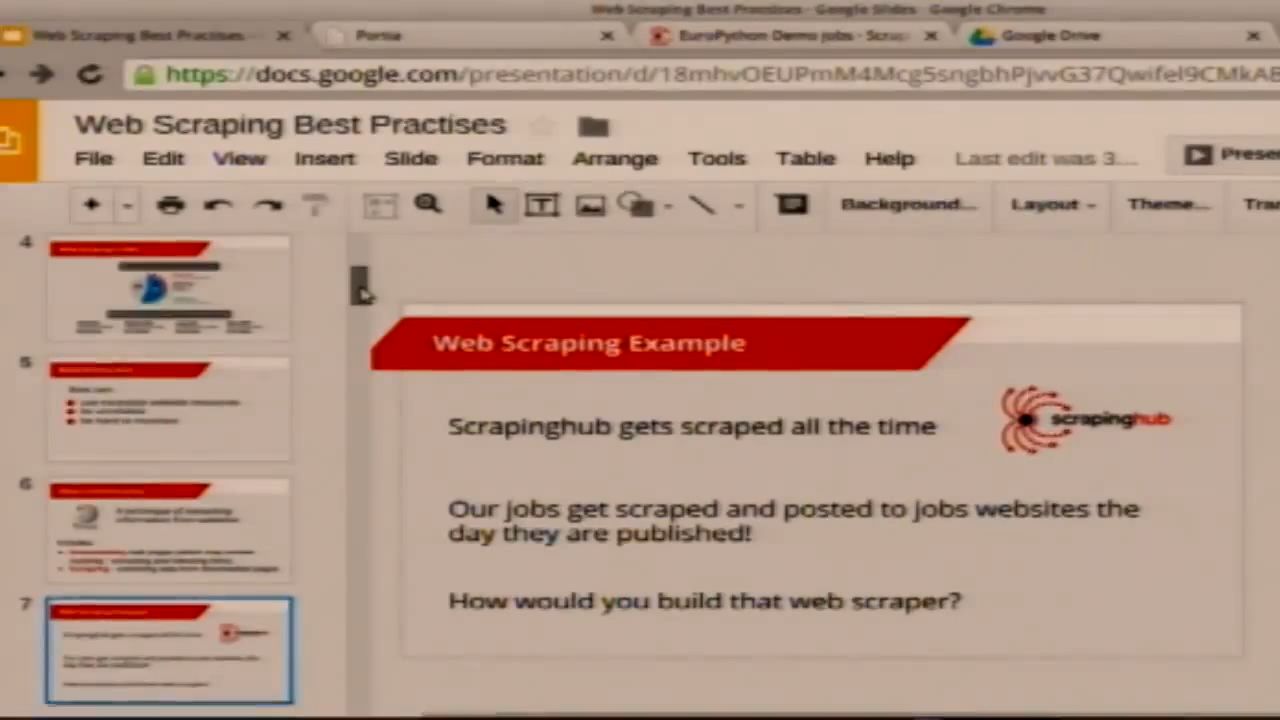 Web Scraping Best Practises - Google Slides - Google Chrome
Web Scraping Best Practises
Portia
EuroPython Demo jobs - Scra
Google Drive
https://docs.google.com/presentation/d/
Web Scraping Best Practises
File Edit View Insert Slide Format Arrange Tools Table Help Last edit was 3... Presen
Background... Layout Theme... Tra
4
5
6
7
Web Scraping Example
Scrapinghub gets scraped all the time
scrapinghub
Our jobs get scraped and posted to jobs websites the
day they are published!
How would you build that web scraper?